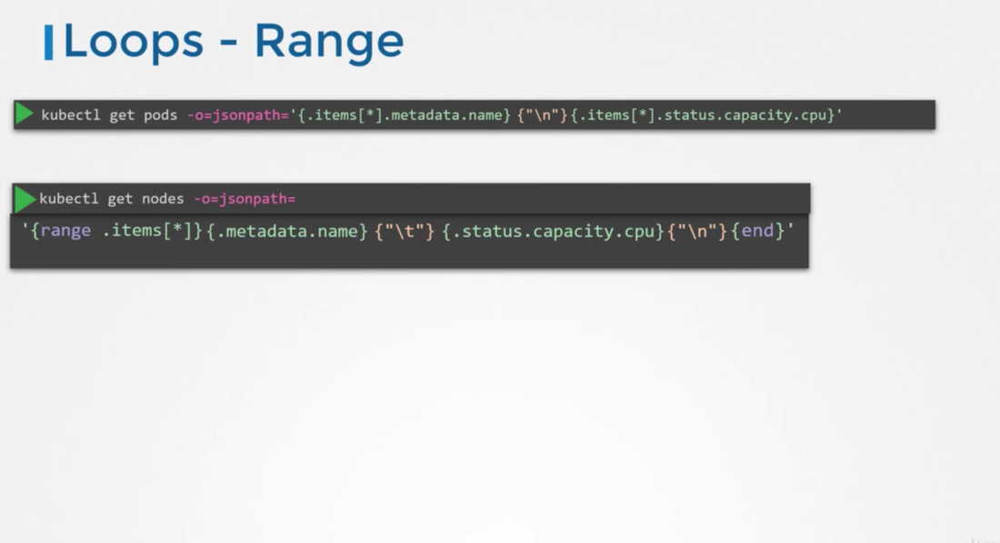 Loops - Range
kubectl get pods -o=jsonpath='{.items[*].metadata.name} {"\n"}{.items[*].status.capacity.cpu}'
kubectl get nodes -o=jsonpath=
'{range .items[*]}{.metadata.name} {"\t"} {.status.capacity.cpu}{"\n"}{end}'